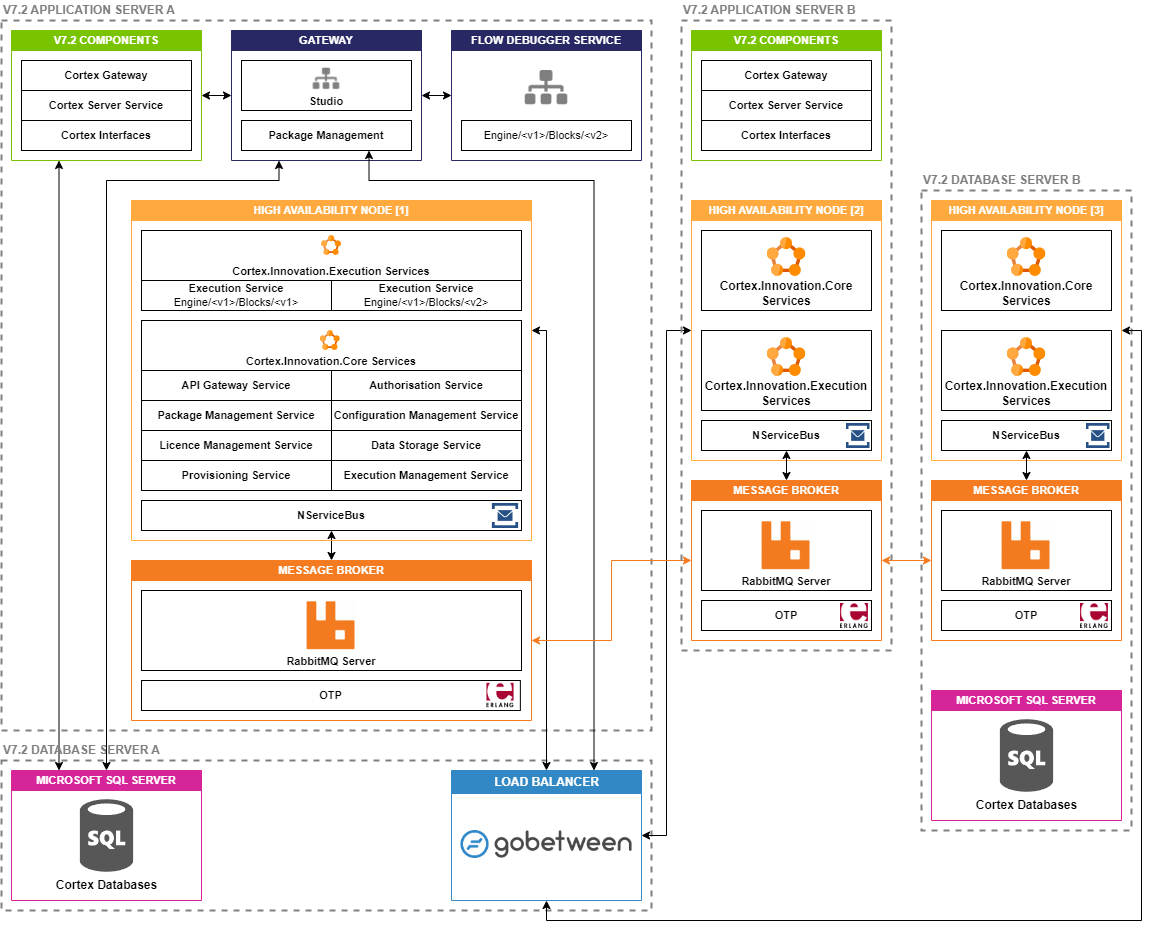 V7.2 APPLICATION SERVER A
V7.2 COMPONENTS
Cortex Gateway
Cortex Server Service
Cortex Interfaces
GATEWAY
Studio
Package Management
FLOW DEBUGGER SERVICE
Engine/<v1>/Blocks/<v2>
HIGH AVAILABILITY NODE [1]
Cortex.Innovation.Execution Services
Execution Service
Engine/<v1>/Blocks/<v1>
Execution Service
Engine/<v1>/Blocks/<v2>
Cortex.Innovation.Core Services
API Gateway Service
Authorisation Service
Package Management Service
Configuration Management Service
Licence Management Service
Data Storage Service
Provisioning Service
Execution Management Service
NServiceBus
MESSAGE BROKER
RabbitMQ Server
OTP
ERLANG
V7.2 DATABASE SERVER A
MICROSOFT SQL SERVER
SQL
Cortex Databases
LOAD BALANCER
gobetween
V7.2 APPLICATION SERVER B
V7.2 COMPONENTS
Cortex Gateway
Cortex Server Service
Cortex Interfaces
HIGH AVAILABILITY NODE [2]
Cortex.Innovation.Core
Services
Cortex.Innovation.Execution
Services
NServiceBus
MESSAGE BROKER
RabbitMQ Server
OTP
ERLANG
V7.2 DATABASE SERVER B
HIGH AVAILABILITY NODE [3]
Cortex.Innovation.Core
Services
Cortex.Innovation.Execution
Services
NServiceBus
MESSAGE BROKER
RabbitMQ Server
OTP
ERLANG
MICROSOFT SQL SERVER
SQL
Cortex Databases